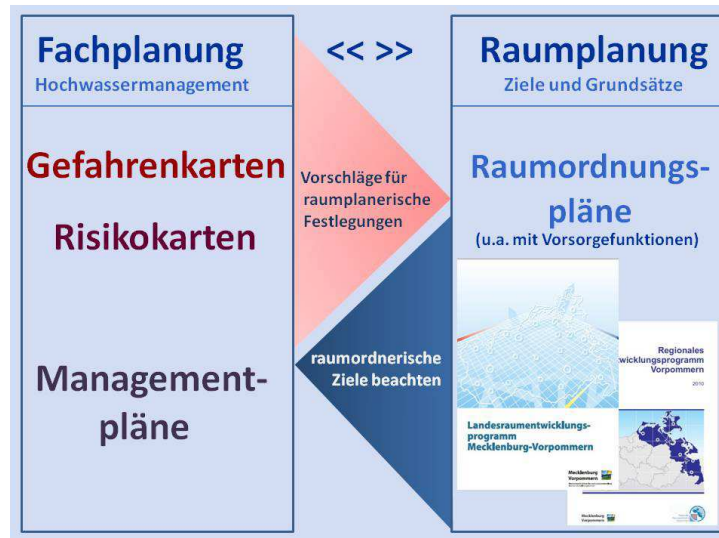 Fachplanung
Hochwassermanagement
<< >>
Raumplanung
Ziele und Grundsätze
Gefahrenkarten
Risikokarten
Management-
pläne
Vorschläge für
raumplanerische
Festlegungen
raumordnerische
Ziele beachten
Raumordnungs-
pläne
(u.a. mit Vorsorgefunktionen)
Landesraumentwicklungs-
programm
Mecklenburg-Vorpommern
Mecklenburg
Vorpommern
Regionales
wicklungsprogramm
Vorpommern
2010
Mecklenburg
Vorpommern